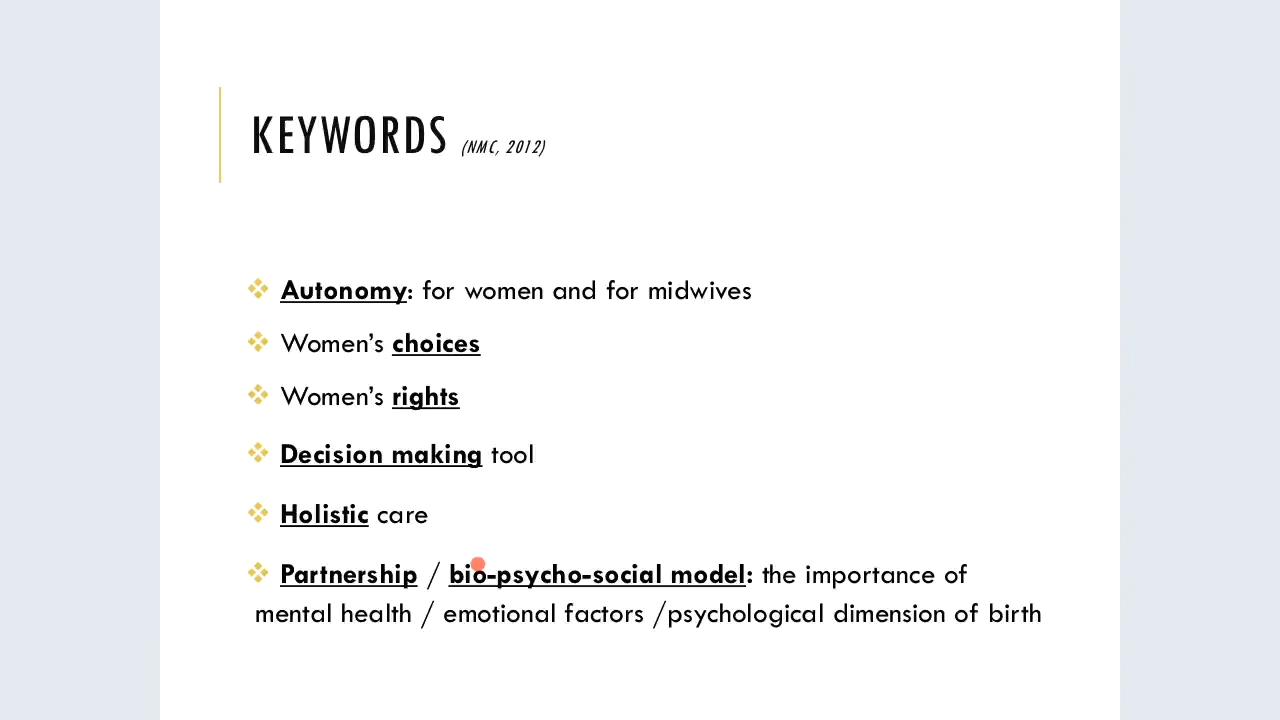 KEYWORDS (NMC, 2012)
Autonomy: for women and for midwives
Women’s choices
Women’s rights
Decision making tool
Holistic care
Partnership / bio-psycho-social model: the importance of
mental health / emotional factors /psychological dimension of birth